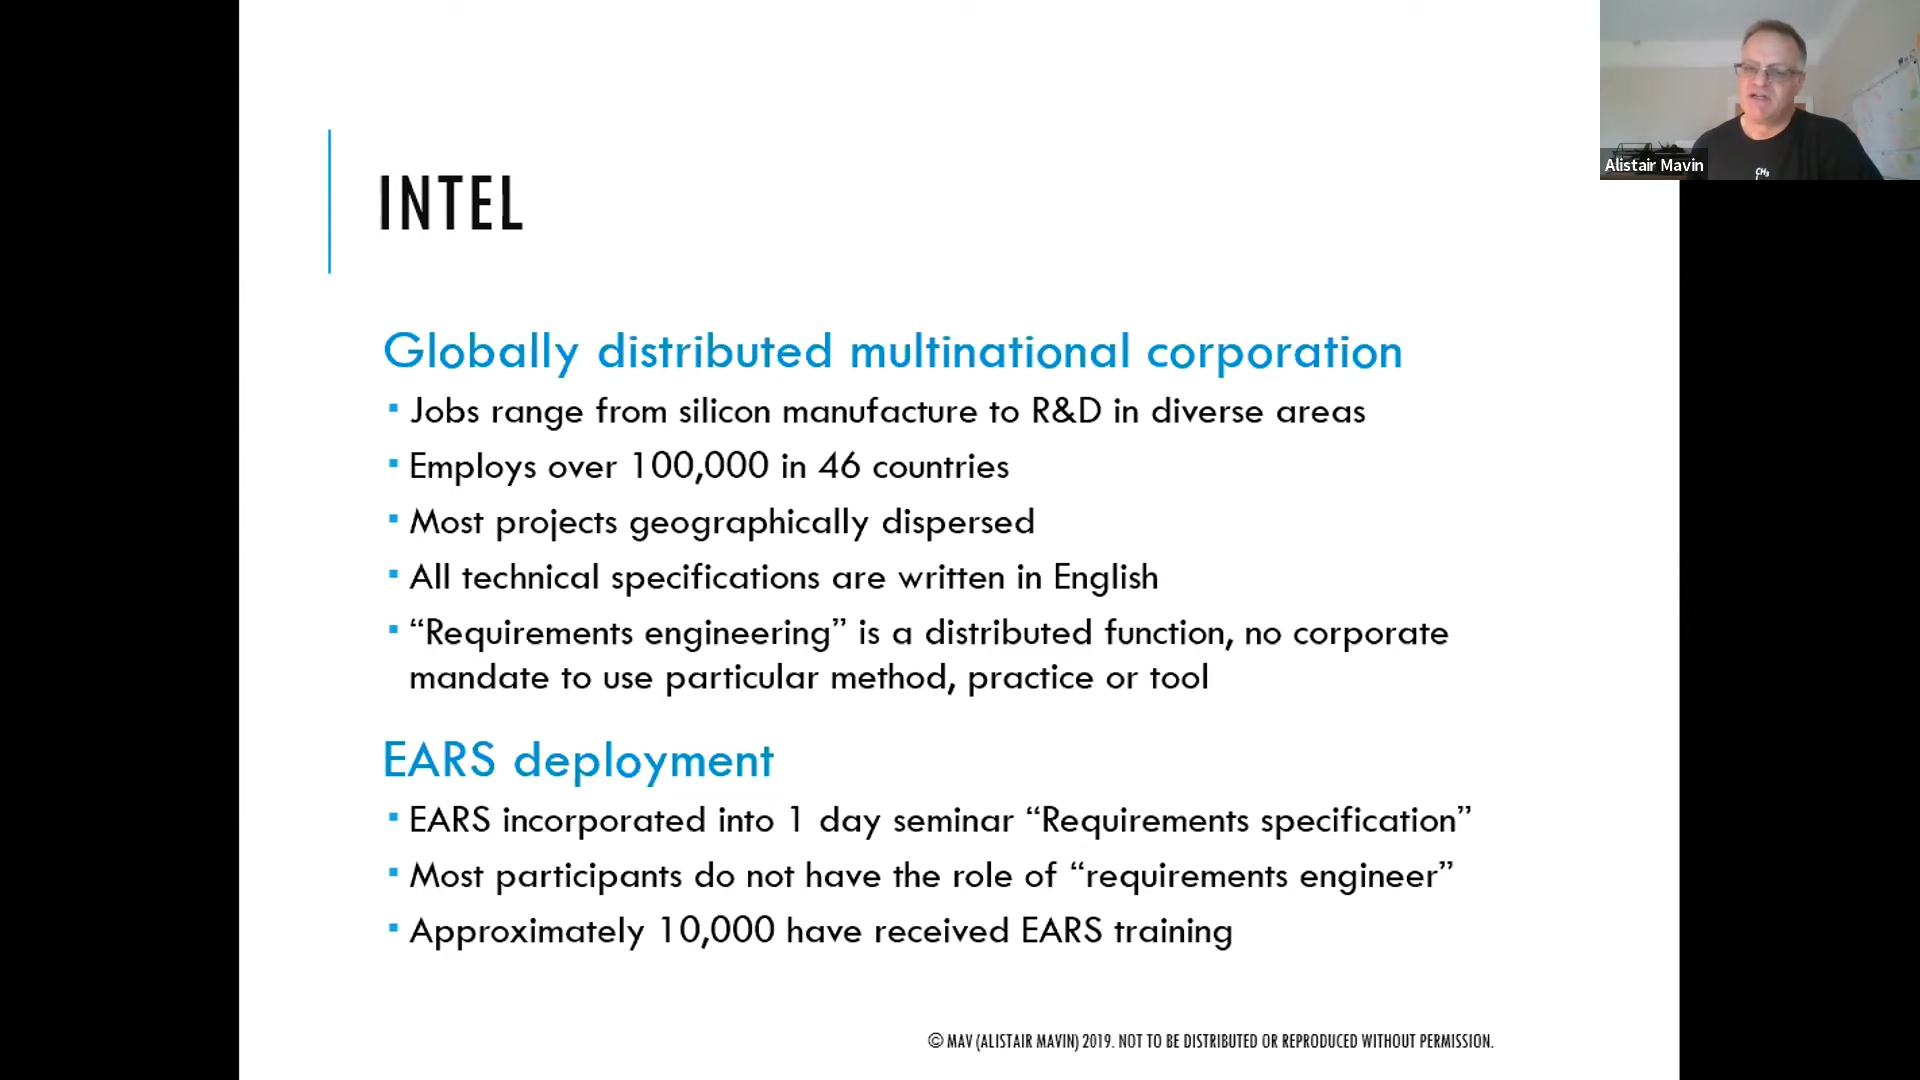 INTEL
Globally distributed multinational corporation
▪ Jobs range from silicon manufacture to R&D in diverse areas
▪ Employs over 100,000 in 46 countries
▪ Most projects geographically dispersed
▪ All technical specifications are written in English
▪ “Requirements engineering” is a distributed function, no corporate
mandate to use particular method, practice or tool
EARS deployment
▪ EARS incorporated into 1 day seminar “Requirements specification”
▪ Most participants do not have the role of “requirements engineer”
▪ Approximately 10,000 have received EARS training
© MAV (ALISTAIR MAVIN) 2019. NOT TO BE DISTRIBUTED OR REPRODUCED WITHOUT PERMISSION.
Alistair Mavin
CH₃